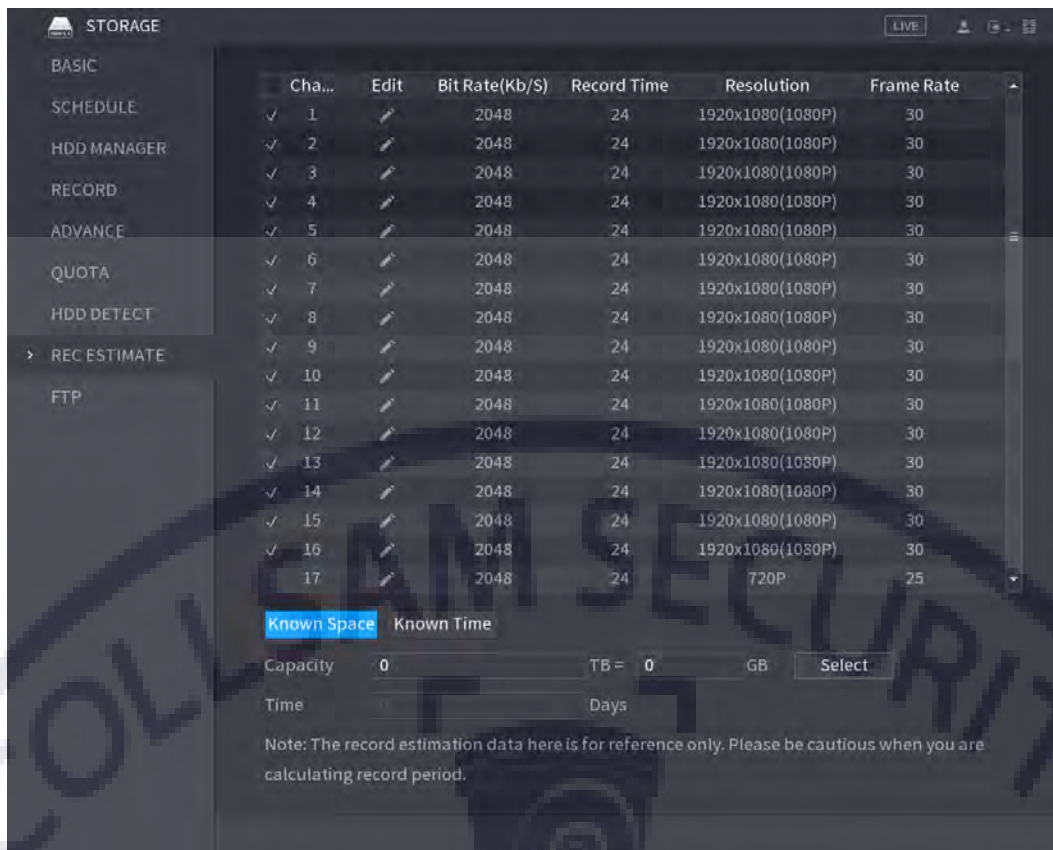 STORAGE LIVE
BASIC
SCHEDULE
HDD MANAGER
RECORD
ADVANCE
QUOTA
HDD DETECT
> REC ESTIMATE
FTP
Cha... Edit Bit Rate(Kb/S) Record Time Resolution Frame Rate
1 2048 24 1920x1080(1080P) 30
2 2048 24 1920x1080(1080P) 30
3 2048 24 1920x1080(1080P) 30
4 2048 24 1920x1080(1080P) 30
5 2048 24 1920x1080(1080P) 30
6 2048 24 1920x1080(1080P) 30
7 2048 24 1920x1080(1080P) 30
8 2048 24 1920x1080(1080P) 30
9 2048 24 1920x1080(1080P) 30
10 2048 24 1920x1080(1080P) 30
11 2048 24 1920x1080(1080P) 30
12 2048 24 1920x1080(1080P) 30
13 2048 24 1920x1080(1080P) 30
14 2048 24 1920x1080(1080P) 30
15 2048 24 1920x1080(1080P) 30
16 2048 24 1920x1080(1080P) 30
17 2048 24 720P 25
Known Space Known Time
Capacity 0 TB = 0 GB Select
Time Days
Note: The record estimation data here is for reference only. Please be cautious when you are
calculating record period.
COLLSAM SECURIT